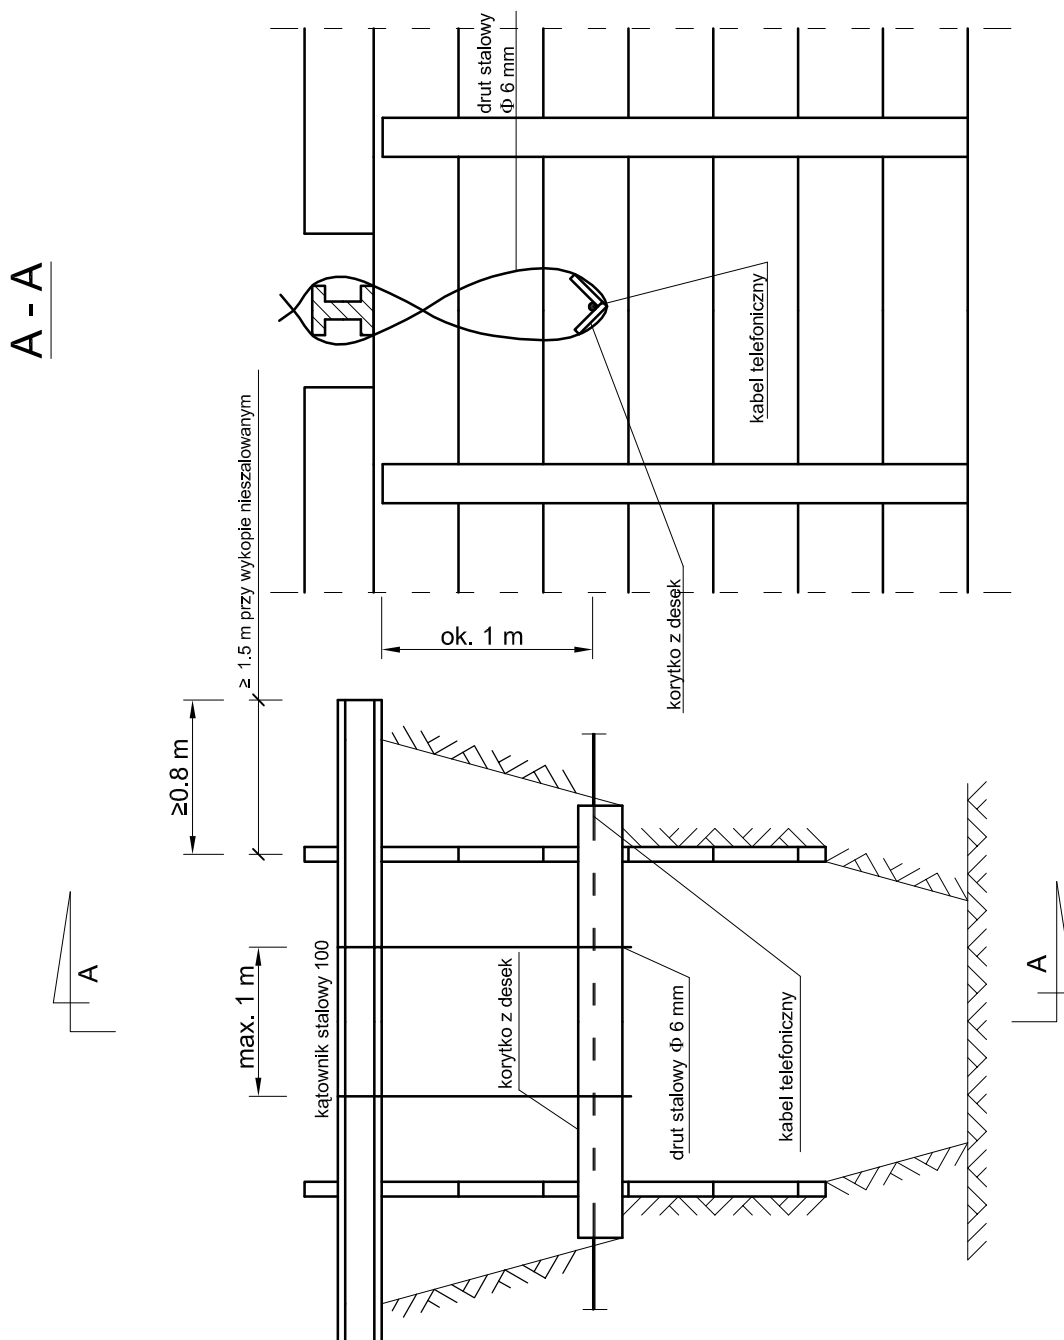 A - A
drut stalowy
Φ 6 mm
kabel telefoniczny
korytko z desek
ok. 1 m
≥ 1.5 m przy wykopie nieszalowanym
≥0.8 m
A
max. 1 m
kątownik stalowy 100
korytko z desek
drut stalowy Φ 6 mm
kabel telefoniczny
A